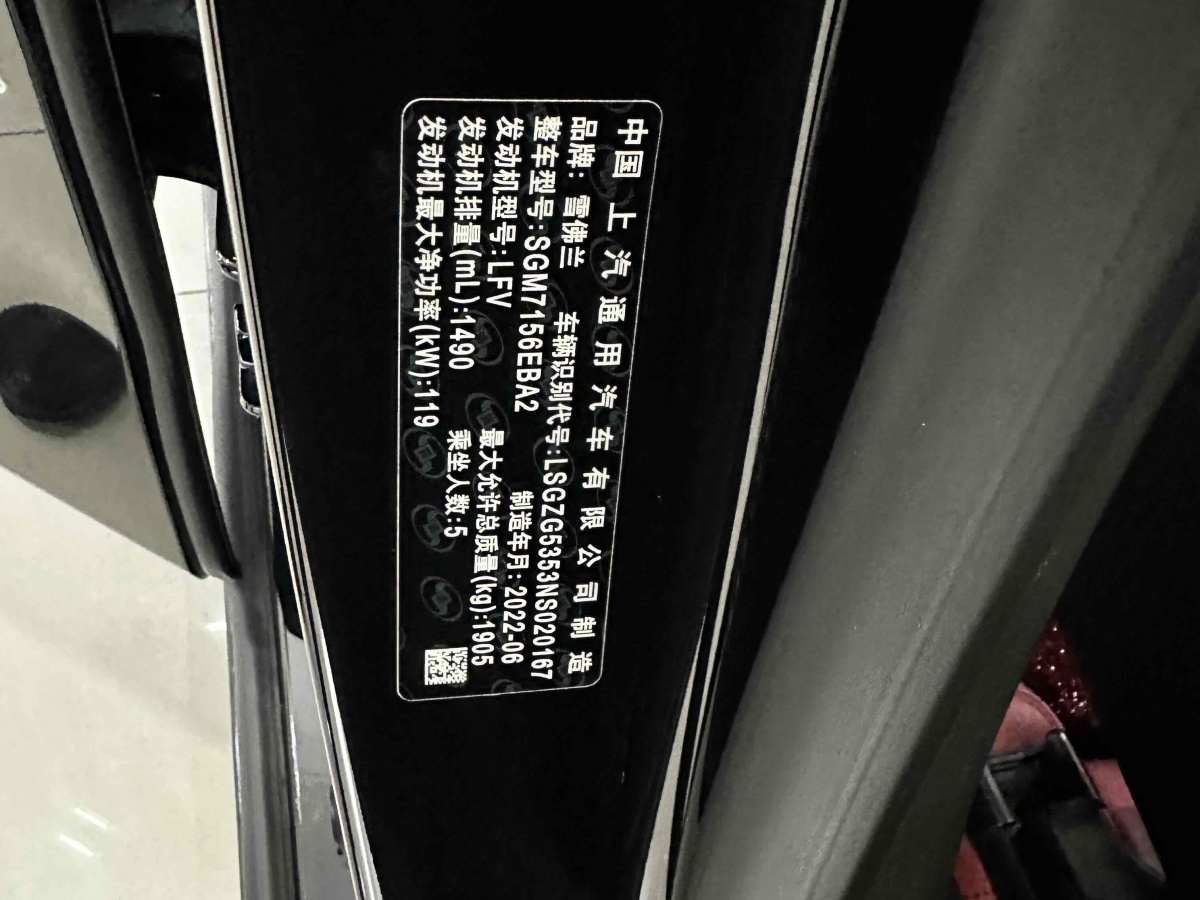 中国 上汽通用汽车有限公司制造
品牌: 雪佛兰 车辆识别代号:LSGZG5353NS020167
整车型号:SGM7156EBA2 制造年月:2022-06
发动机型号:LFV 最大允许总质量(kg):1905
发动机排量(mL):1490 乘坐人数:5
发动机最大净功率(kW):119